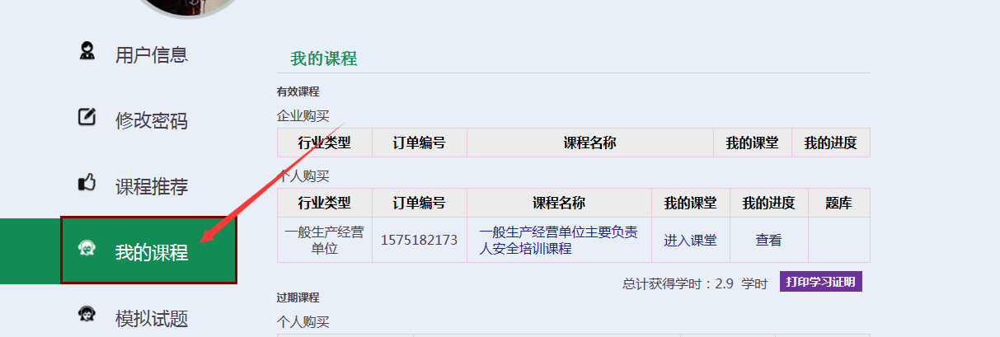 用户信息
修改密码
课程推荐
我的课程
模拟试题
我的课程
有效课程
企业购买
行业类型 订单编号 课程名称 我的课堂 我的进度
个人购买
行业类型 订单编号 课程名称 我的课堂 我的进度 题库
一般生产经营 1575182173 一般生产经营单位主要负责 进入课堂 查看
单位 人安全培训课程
总计获得学时：2.9 学时 打印学习证明
过期课程
个人购买